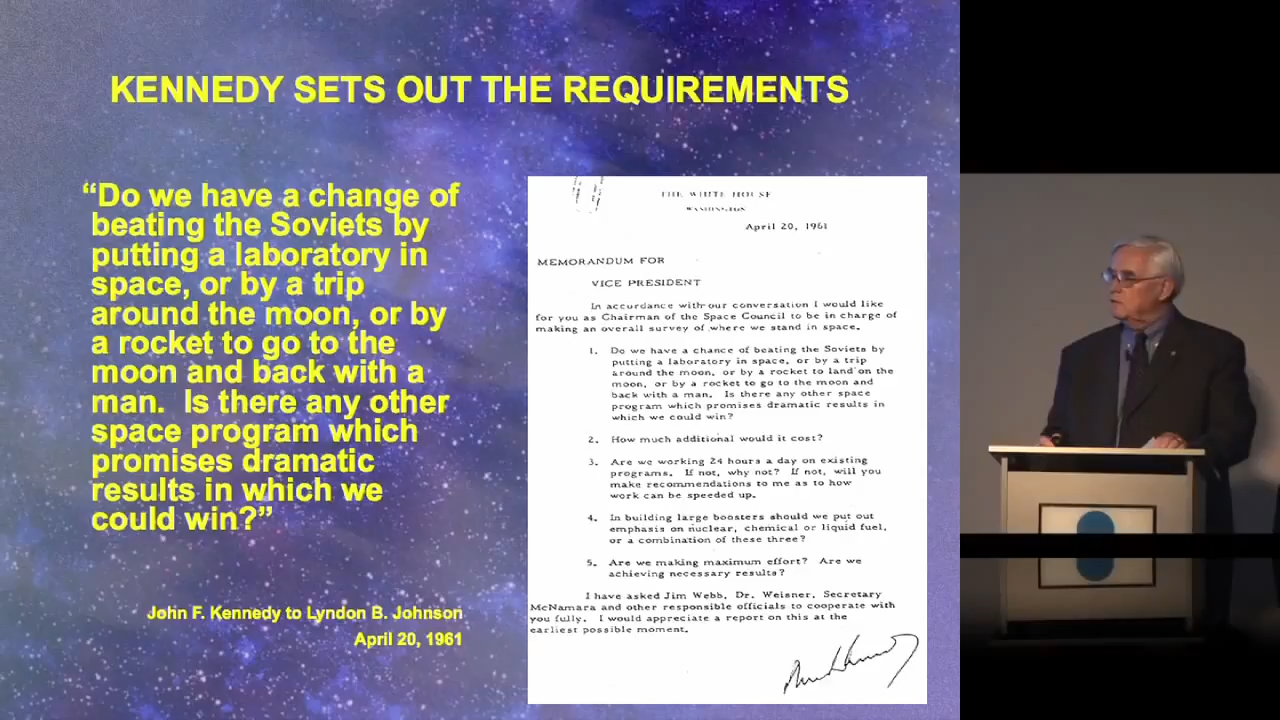 KENNEDY SETS OUT THE REQUIREMENTS
“Do we have a change of
beating the Soviets by
putting a laboratory in
space, or by a trip
around the moon, or by
a rocket to go to the
moon and back with a
man.  Is there any other
space program which
promises dramatic
results in which we
could win?”
John F. Kennedy to Lyndon B. Johnson
April 20, 1961
THE WHITE HOUSE
WASHINGTON
April 20, 1961
MEMORANDUM FOR
VICE PRESIDENT
In accordance with our conversation I would like
for you as Chairman of the Space Council to be in charge of
making an overall survey of where we stand in space.
1. Do we have a chance of beating the Soviets by
putting a laboratory in space, or by a trip
around the moon, or by a rocket to land on the
moon, or by a rocket to go to the moon and
back with a man. Is there any other space
program which promises dramatic results in
which we could win?
2. How much additional would it cost?
3. Are we working 24 hours a day on existing
programs. If not, why not? If not, will you
make recommendations to me as to how
work can be speeded up.
4. In building large boosters should we put out
emphasis on nuclear, chemical or liquid fuel,
or a combination of these three?
5. Are we making maximum effort? Are we
achieving necessary results?
I have asked Jim Webb, Dr. Weisner, Secretary
McNamara and other responsible officials to cooperate with
you fully. I would appreciate a report on this at the
earliest possible moment.